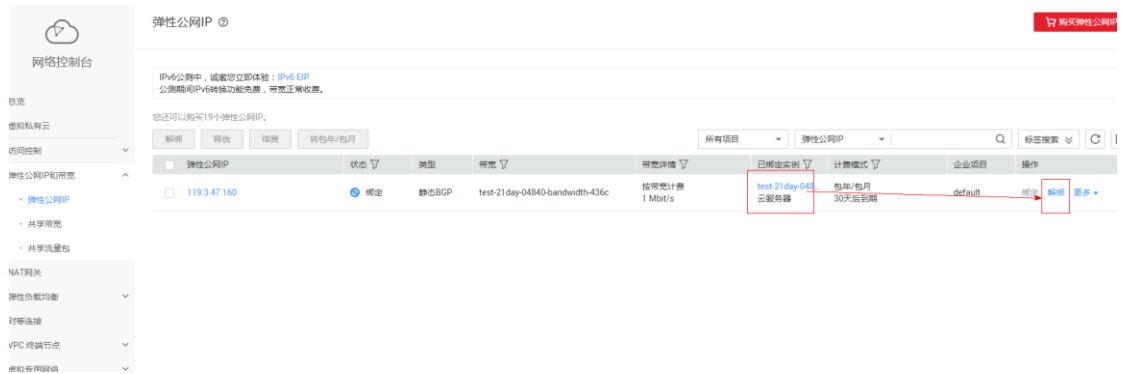 弹性公网IP
购买弹性公网IP
网络控制台
IPv6公测中，诚邀您立即体验：IPv6 EIP
公测期间IPv6转换功能免费，带宽正常收费。
总览
您还可以购买19个弹性公网IP。
虚拟私有云
解绑 释放 续费 转包年/包月 所有项目 弹性公网IP 标签搜索
访问控制
弹性公网IP 状态 类型 带宽 带宽详情 已绑定实例 计费模式 企业项目 操作
弹性公网IP和带宽
119.3.47.160 绑定 静态BGP test-21day-04840-bandwidth-436c 按带宽计费 1 Mbit/s test-21day-048... 云服务器 包年/包月 30天后到期 default 绑定 解绑 更多
弹性公网IP
共享带宽
共享流量包
NAT网关
弹性负载均衡
对等连接
VPC 终端节点
虚拟专用网络